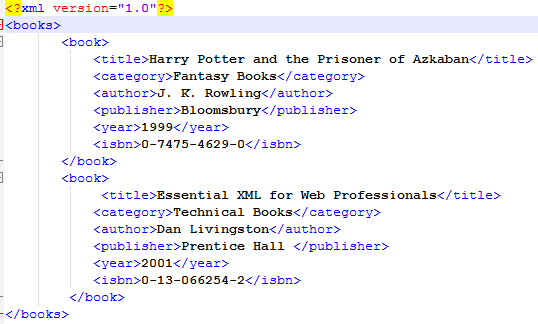 <?xml version="1.0"?>
<books>
<book>
<title>Harry Potter and the Prisoner of Azkaban</title>
<category>Fantasy Books</category>
<author>J. K. Rowling</author>
<publisher>Bloomsbury</publisher>
<year>1999</year>
<isbn>0-7475-4629-0</isbn>
</book>
<book>
<title>Essential XML for Web Professionals</title>
<category>Technical Books</category>
<author>Dan Livingston</author>
<publisher>Prentice Hall </publisher>
<year>2001</year>
<isbn>0-13-066254-2</isbn>
</book>
</books>